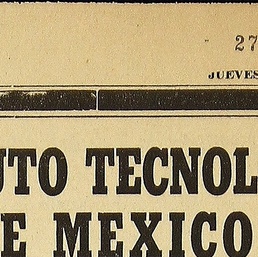 27
JUEVES
UTO TECNOL
E MEXICO